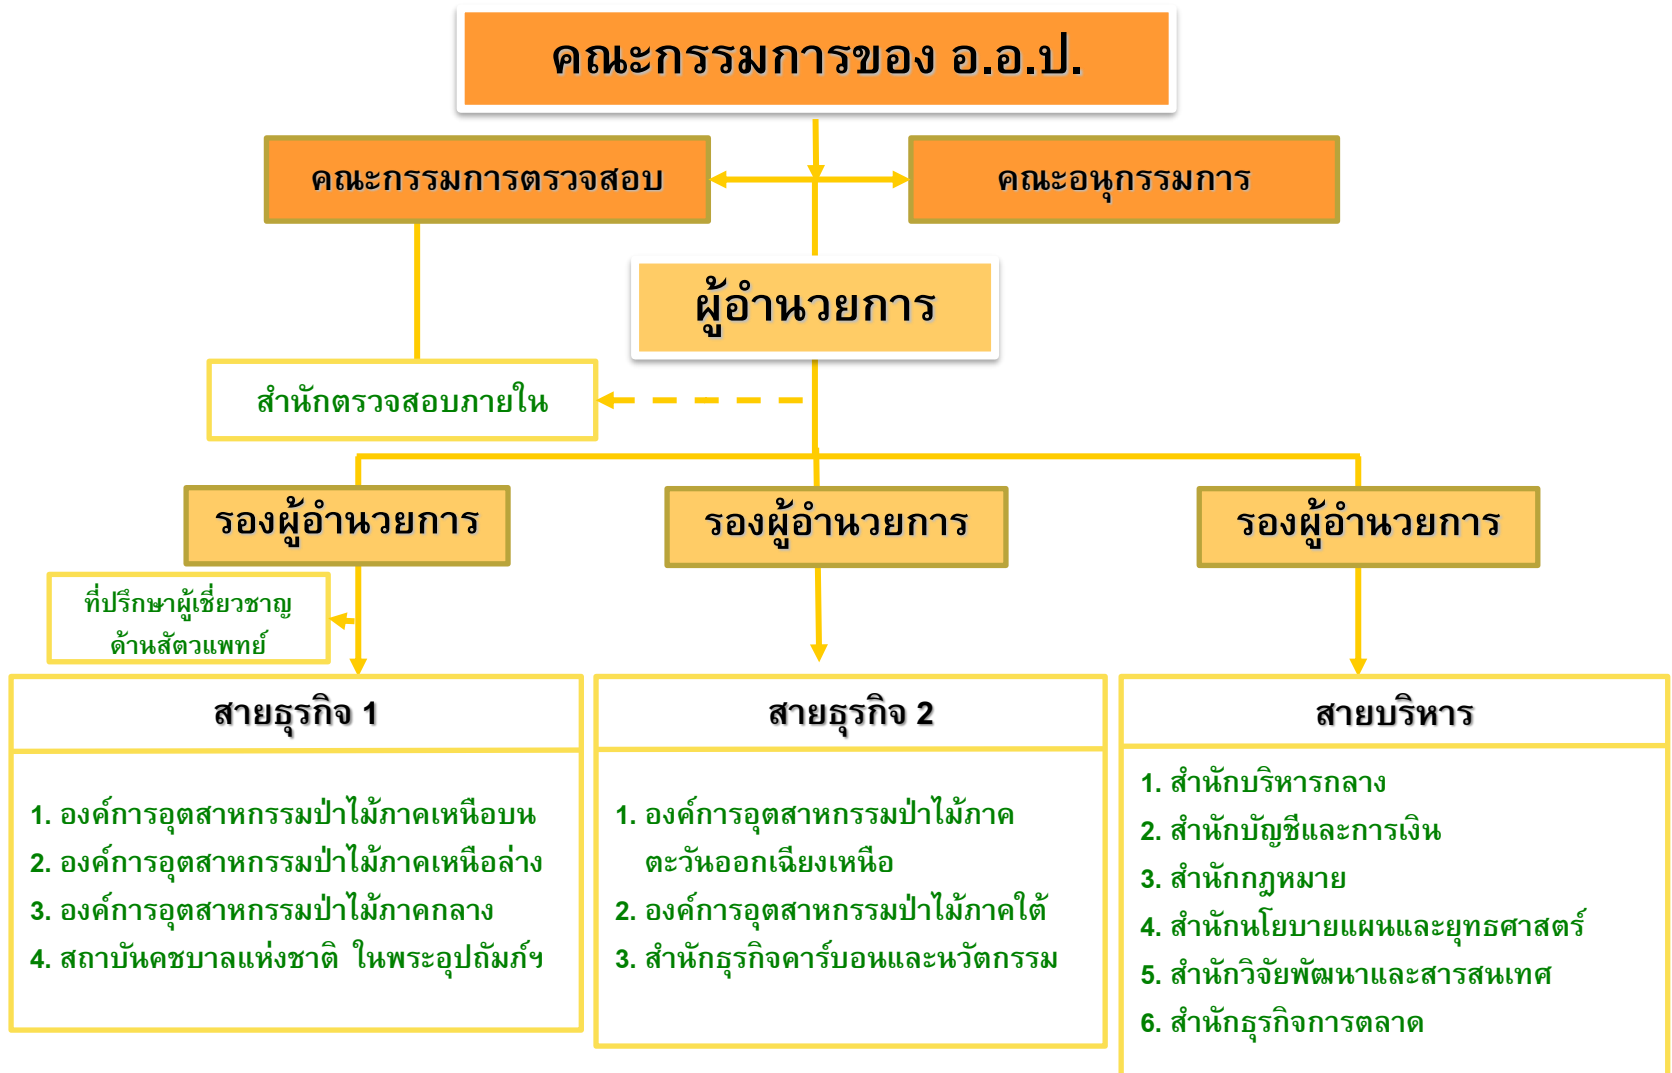 คณะกรรมการของ อ.อ.ป.
คณะกรรมการตรวจสอบ
คณะอนุกรรมการ
ผู้อำนวยการ
สำนักตรวจสอบภายใน
รองผู้อำนวยการ
รองผู้อำนวยการ
รองผู้อำนวยการ
ที่ปรึกษาผู้เชี่ยวชาญ
ด้านสัตวแพทย์
สายธุรกิจ 1
1. องค์การอุตสาหกรรมป่าไม้ภาคเหนือบน
2. องค์การอุตสาหกรรมป่าไม้ภาคเหนือล่าง
3. องค์การอุตสาหกรรมป่าไม้ภาคกลาง
4. สถาบันคชบาลแห่งชาติ ในพระอุปถัมภ์ฯ
สายธุรกิจ 2
1. องค์การอุตสาหกรรมป่าไม้ภาค
ตะวันออกเฉียงเหนือ
2. องค์การอุตสาหกรรมป่าไม้ภาคใต้
3. สำนักธุรกิจคาร์บอนและนวัตกรรม
สายบริหาร
1. สำนักบริหารกลาง
2. สำนักบัญชีและการเงิน
3. สำนักกฎหมาย
4. สำนักนโยบายแผนและยุทธศาสตร์
5. สำนักวิจัยพัฒนาและสารสนเทศ
6. สำนักธุรกิจการตลาด